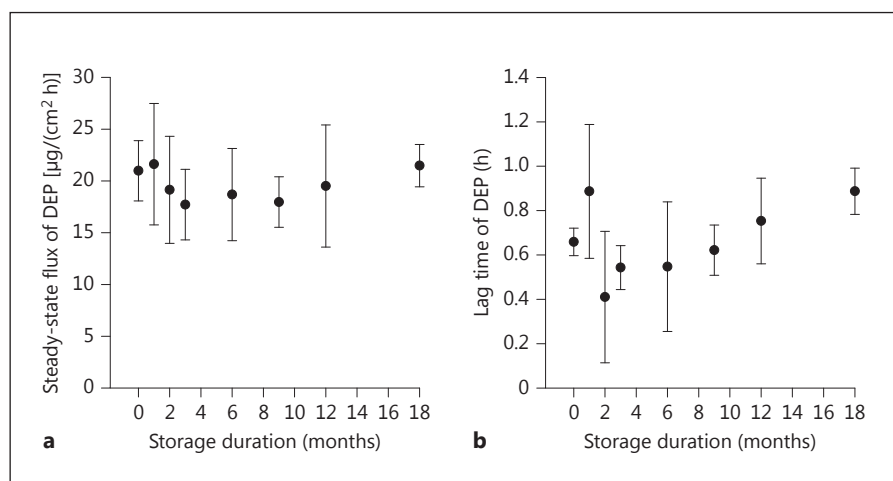 30
25
20
15
10
5
0
Steady-state flux of DEP [µg/(cm² h)]
0 2 4 6 8 10 12 14 16 18
a
Storage duration (months)
1.4
1.2
1.0
0.8
0.6
0.4
0.2
0
Lag time of DEP (h)
0 2 4 6 8 10 12 14 16 18
b
Storage duration (months)